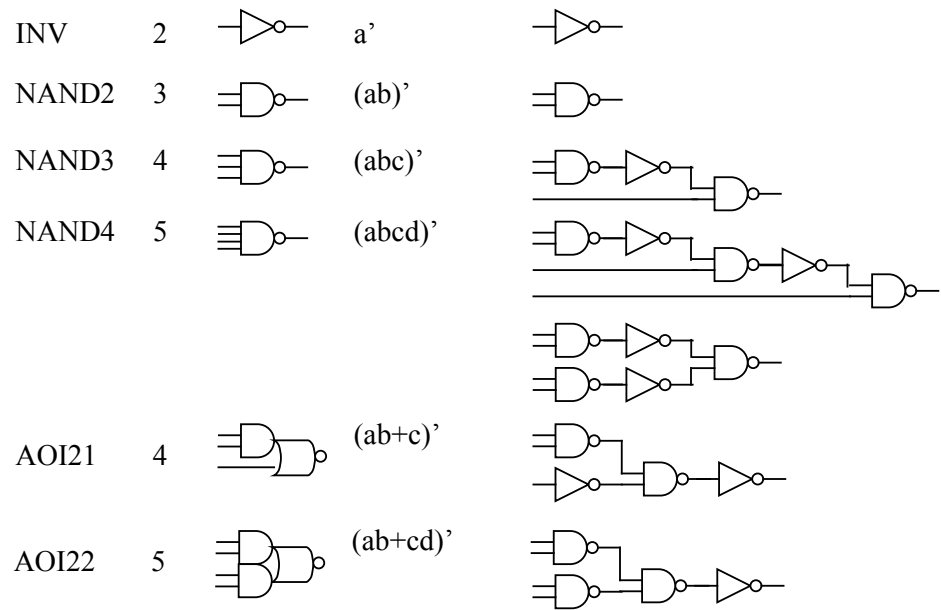 INV 2 a’
NAND2 3 (ab)’
NAND3 4 (abc)’
NAND4 5 (abcd)’
AOI21 4 (ab+c)’
AOI22 5 (ab+cd)’